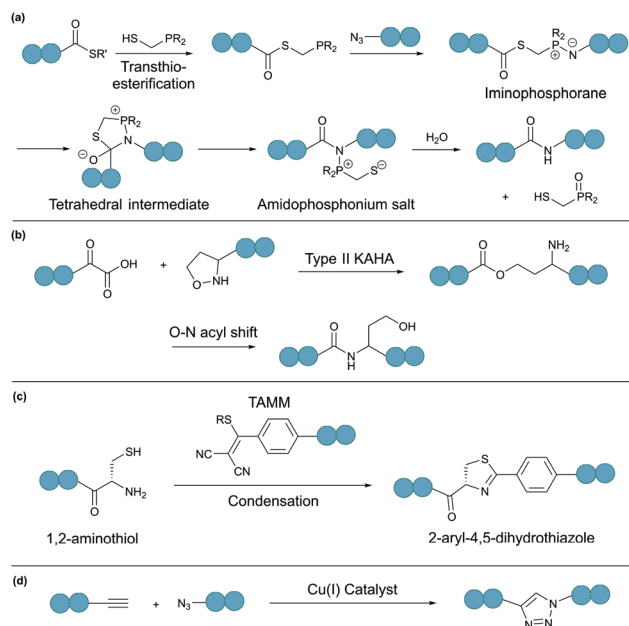 (a)
O
SR'
HS PR₂
Transthio-
esterification
O
S PR₂
N₃
O
S R₂
P
⊕
⊖
N
Iminophosphorane
⊕
PR₂
S
N
⊖O
Tetrahedral intermediate
O
N
R₂P
⊕
S⊖
Amidophosphonium salt
H₂O
O
N
H
+
HS O
PR₂
(b)
O
OH
O
+
O NH
Type II KAHA
O
O
NH₂
O-N acyl shift
O
N
H
OH
(c)
SH
NH₂
O
1,2-aminothiol
TAMM
RS
CN
CN
Condensation
S
N
O
2-aryl-4,5-dihydrothiazole
(d)
+
N₃
Cu(I) Catalyst
N
N
N